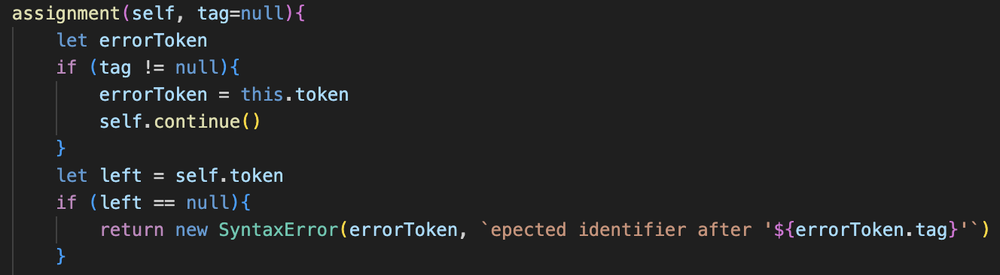 assignment(self, tag=null){
    let errorToken
    if (tag != null){
        errorToken = this.token
        self.continue()
    }
    let left = self.token
    if (left == null){
        return new SyntaxError(errorToken, `epected identifier after '${errorToken.tag}'`)
    }